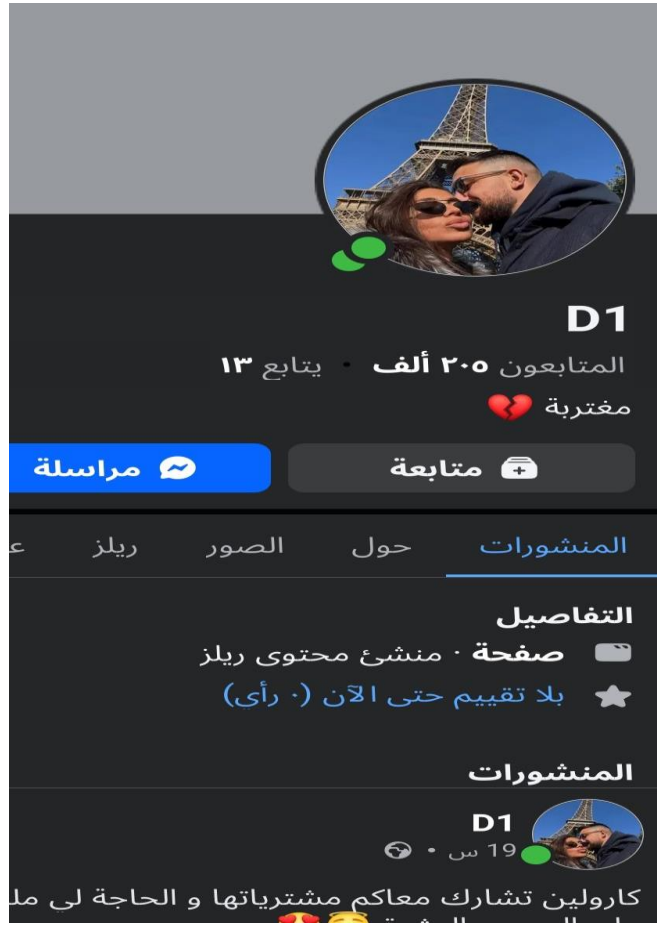 D1
المتابعون ٢٠٥ ألف • يتابع ١٣
مغتربة 💔
متابعة
مراسلة
المنشورات
حول
الصور
ريلز
التفاصيل
صفحة · منشئ محتوى ريلز
بلا تقييم حتى الآن (٠ رأي)
المنشورات
D1
19 س •
كارولين تشارك معاكم مشترياتها و الحاجة لي